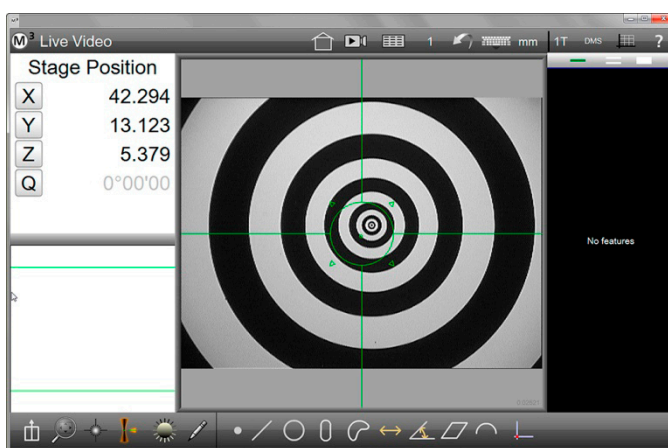 M³ Live Video
1
mm
1T
DMS
?
Stage Position
X 42.294
Y 13.123
Z 5.379
Q 0°00'00
No features